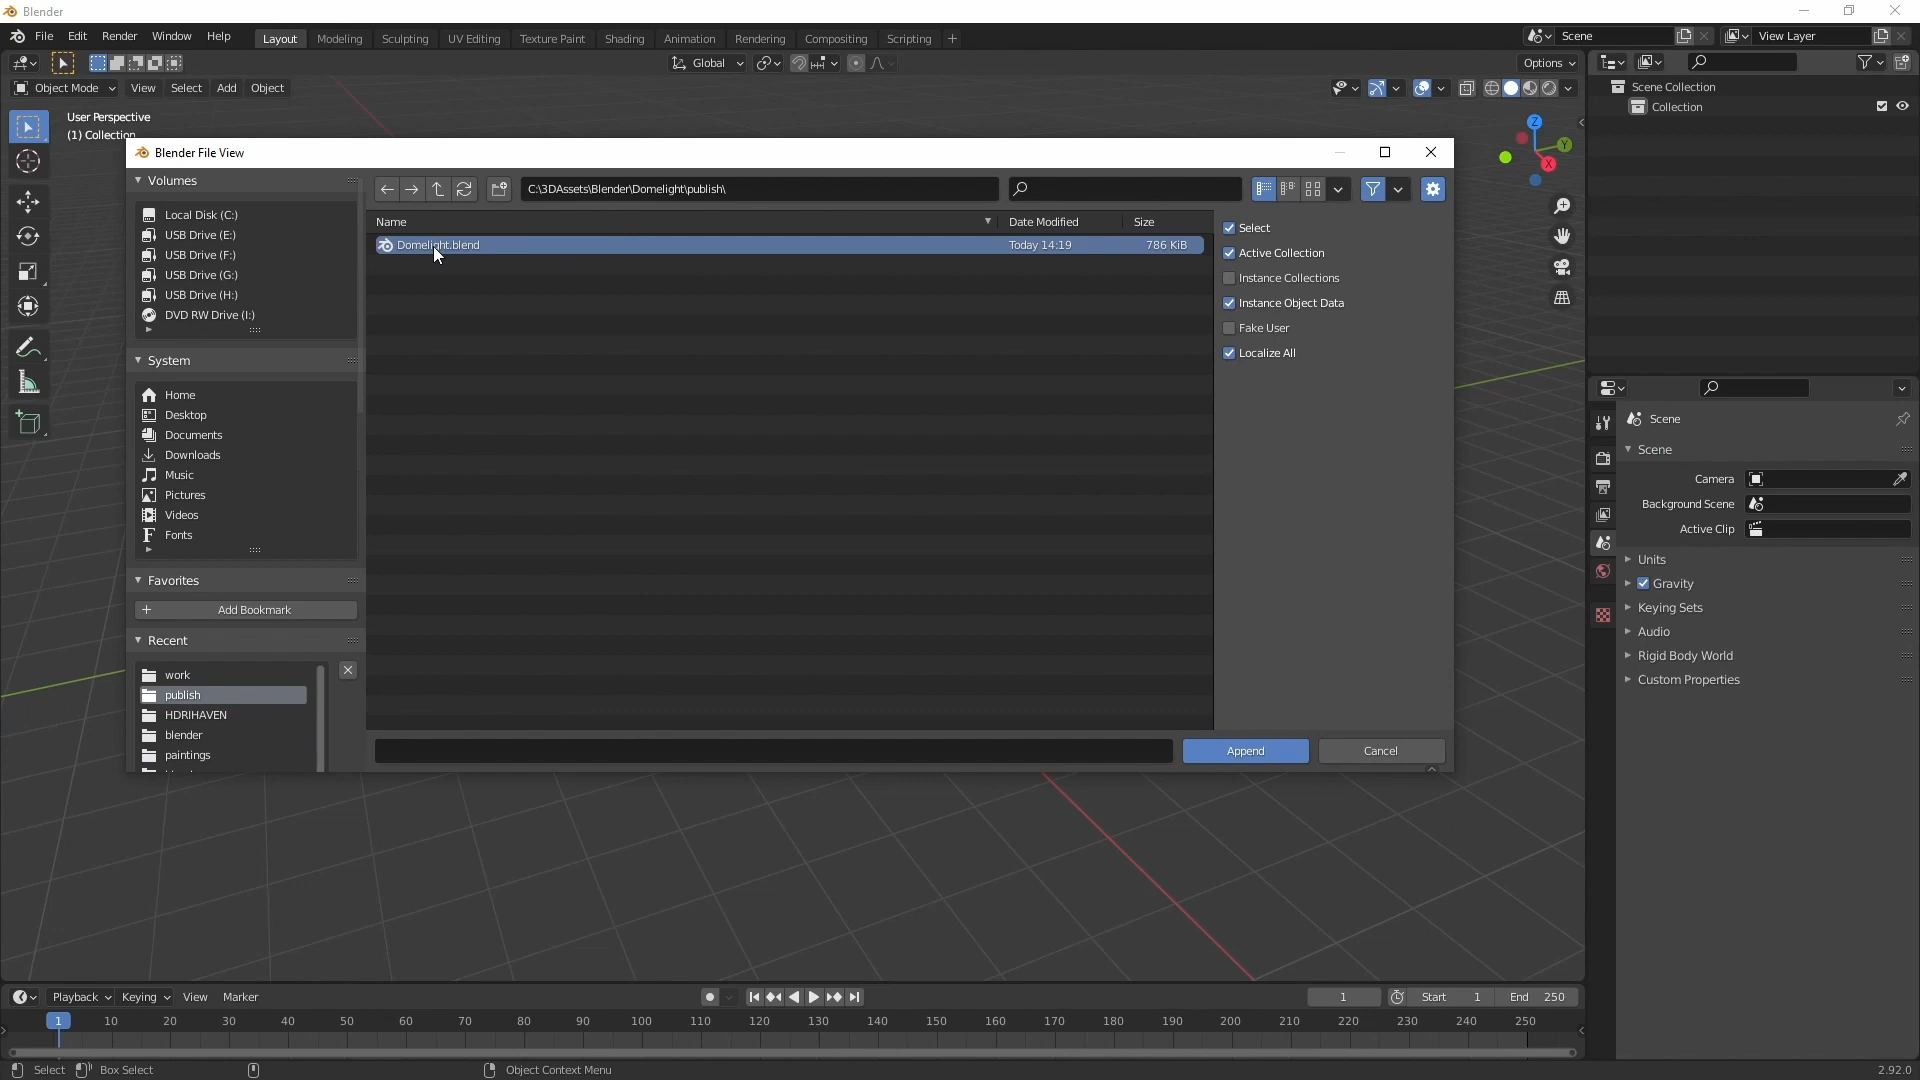 Blender
File Edit Render Window Help
Layout Modeling Sculpting UV Editing Texture Paint Shading Animation Rendering Compositing Scripting +
Scene
View Layer
Global
Options
Object Mode View Select Add Object
User Perspective
(1) Collection
Z
Y
X
Scene Collection
Collection
Blender File View
Volumes
Local Disk (C:)
USB Drive (E:)
USB Drive (F:)
USB Drive (G:)
USB Drive (H:)
DVD RW Drive (I:)
System
Home
Desktop
Documents
Downloads
Music
Pictures
Videos
Fonts
Favorites
Add Bookmark
Recent
work
publish
HDRIHAVEN
blender
paintings
C:\3DAssets\Blender\Domelight\publish\
Name Date Modified Size
Domelight.blend Today 14:19 786 KiB
Select
Active Collection
Instance Collections
Instance Object Data
Fake User
Localize All
Append Cancel
Scene
Scene
Camera
Background Scene
Active Clip
Units
Gravity
Keying Sets
Audio
Rigid Body World
Custom Properties
Playback Keying View Marker
1 Start 1 End 250
1 10 20 30 40 50 60 70 80 90 100 110 120 130 140 150 160 170 180 190 200 210 220 230 240 250
Select Box Select Object Context Menu 2.92.0